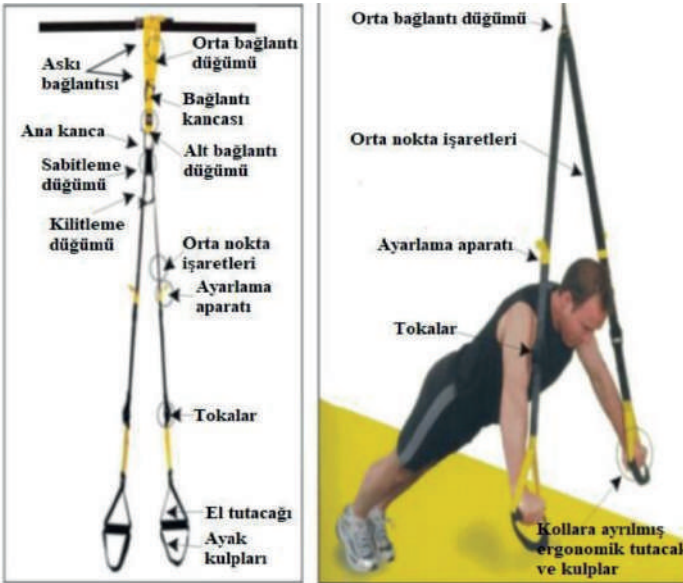 Orta bağlantı
düğümü
Askı
bağlantısı
Bağlantı
kancası
Ana kanca
Alt bağlantı
düğümü
Sabitleme
düğümü
Kilitleme
düğümü
Orta nokta
işaretleri
Ayarlama
aparatı
Tokalar
El tutacağı
Ayak
kulpları
Orta bağlantı düğümü
Orta nokta işaretleri
Ayarlama aparatı
Tokalar
Kollara ayrılmış
ergonomik tutacak
ve kulplar